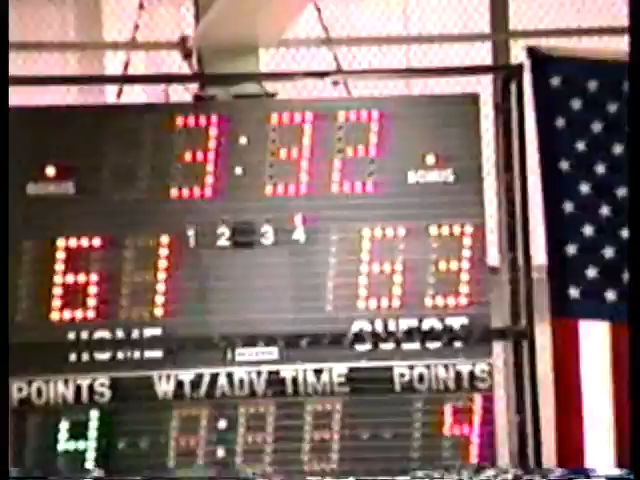 3:32
BONUS BONUS
1 2 3 4
61 63
HOME GUEST
POINTS WT/ADV. TIME POINTS
4 0:00 4